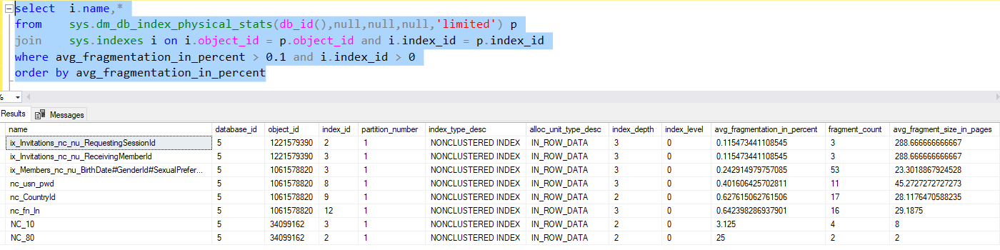 select i.name,*
from sys.dm_db_index_physical_stats(db_id(),null,null,null,'limited') p
join sys.indexes i on i.object_id = p.object_id and i.index_id = p.index_id
where avg_fragmentation_in_percent > 0.1 and i.index_id > 0
order by avg_fragmentation_in_percent
%
Results Messages
name database_id object_id index_id partition_number index_type_desc alloc_unit_type_desc index_depth index_level avg_fragmentation_in_percent fragment_count avg_fragment_size_in_pages
ix_Invitations_nc_nu_RequestingSessionId 5 1221579390 2 1 NONCLUSTERED INDEX IN_ROW_DATA 3 0 0.115473441108545 3 288.666666666667
ix_Invitations_nc_nu_ReceivingMemberId 5 1221579390 3 1 NONCLUSTERED INDEX IN_ROW_DATA 3 0 0.115473441108545 3 288.666666666667
ix_Members_nc_nu_BirthDate#GenderId#SexualPrefer... 5 1061578820 3 1 NONCLUSTERED INDEX IN_ROW_DATA 3 0 0.242914979757085 53 23.3018867924528
nc_usn_pwd 5 1061578820 8 1 NONCLUSTERED INDEX IN_ROW_DATA 3 0 0.401606425702811 11 45.2727272727273
nc_CountryId 5 1061578820 9 1 NONCLUSTERED INDEX IN_ROW_DATA 2 0 0.627615062761506 17 28.1176470588235
nc_fn_ln 5 1061578820 12 1 NONCLUSTERED INDEX IN_ROW_DATA 3 0 0.642398286937901 16 29.1875
NC_10 5 34099162 3 1 NONCLUSTERED INDEX IN_ROW_DATA 2 0 3.125 4 8
NC_80 5 34099162 2 1 NONCLUSTERED INDEX IN_ROW_DATA 2 0 25 2 2